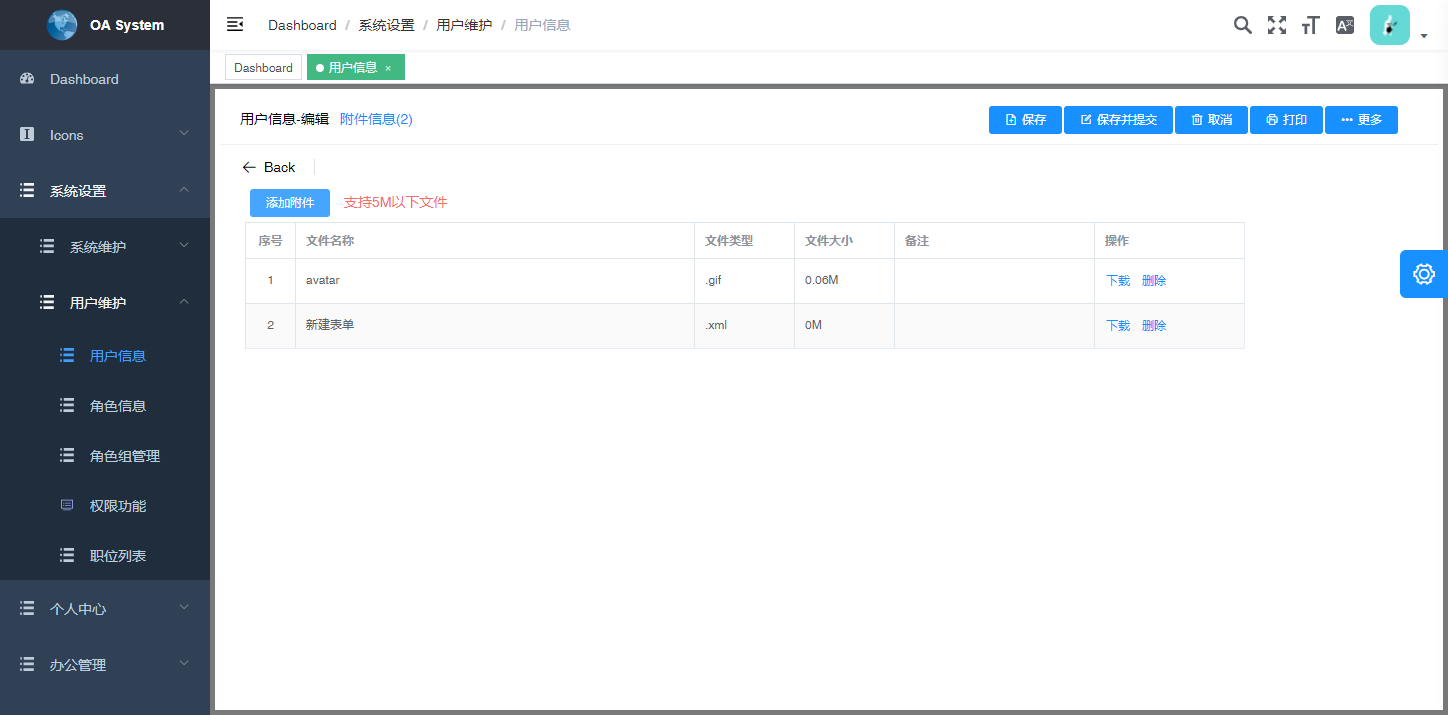 OA System
Dashboard
Icons
系统设置
系统维护
用户维护
用户信息
角色信息
角色组管理
权限功能
职位列表
个人中心
办公管理
Dashboard / 系统设置 / 用户维护 / 用户信息
Dashboard 用户信息 ×
用户信息-编辑 附件信息(2) 保存 保存并提交 取消 打印 更多
Back
添加附件 支持5M以下文件
序号 文件名称 文件类型 文件大小 备注 操作
1 avatar .gif 0.06M 下载 删除
2 新建表单 .xml 0M 下载 删除